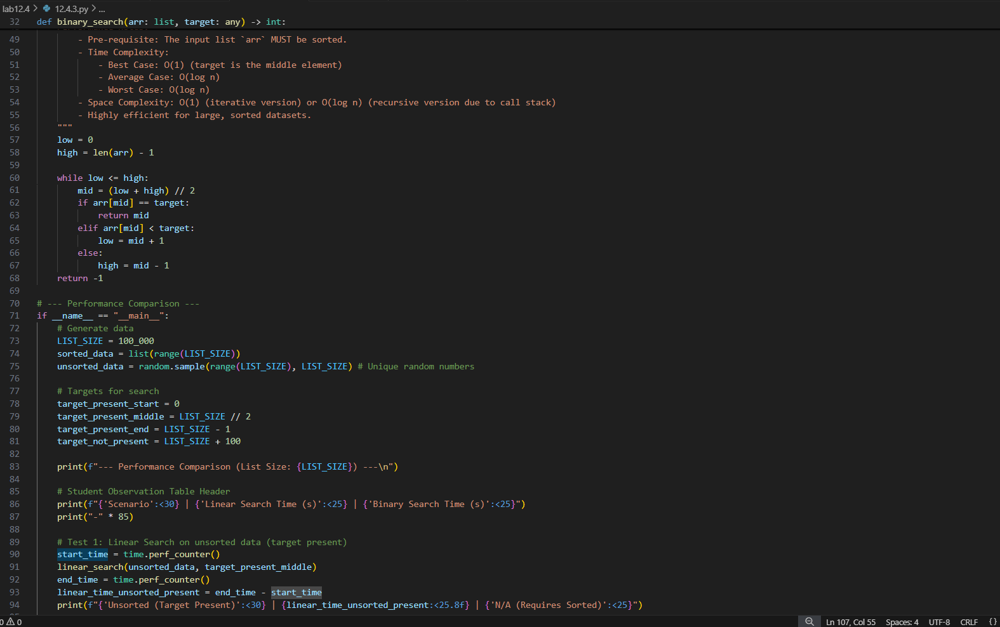 lab12.4 > 12.4.3.py > ...
32 def binary_search(arr: list, target: any) -> int:
49 - Pre-requisite: The input list `arr` MUST be sorted.
50 - Time Complexity:
51 - Best Case: O(1) (target is the middle element)
52 - Average Case: O(log n)
53 - Worst Case: O(log n)
54 - Space Complexity: O(1) (iterative version) or O(log n) (recursive version due to call stack)
55 - Highly efficient for large, sorted datasets.
56 """
57 low = 0
58 high = len(arr) - 1
59
60 while low <= high:
61 mid = (low + high) // 2
62 if arr[mid] == target:
63 return mid
64 elif arr[mid] < target:
65 low = mid + 1
66 else:
67 high = mid - 1
68 return -1
69
70 # --- Performance Comparison ---
71 if __name__ == "__main__":
72 # Generate data
73 LIST_SIZE = 100_000
74 sorted_data = list(range(LIST_SIZE))
75 unsorted_data = random.sample(range(LIST_SIZE), LIST_SIZE) # Unique random numbers
76
77 # Targets for search
78 target_present_start = 0
79 target_present_middle = LIST_SIZE // 2
80 target_present_end = LIST_SIZE - 1
81 target_not_present = LIST_SIZE + 100
82
83 print(f"--- Performance Comparison (List Size: {LIST_SIZE}) ---\n")
84
85 # Student Observation Table Header
86 print(f"{'Scenario':<30} | {'Linear Search Time (s)':<25} | {'Binary Search Time (s)':<25}")
87 print("-" * 85)
88
89 # Test 1: Linear Search on unsorted data (target present)
90 start_time = time.perf_counter()
91 linear_search(unsorted_data, target_present_middle)
92 end_time = time.perf_counter()
93 linear_time_unsorted_present = end_time - start_time
94 print(f"{'Unsorted (Target Present)':<30} | {linear_time_unsorted_present:<25.8f} | {'N/A (Requires Sorted)':<25}")
0 0 Ln 107, Col 55 Spaces: 4 UTF-8 CRLF {}